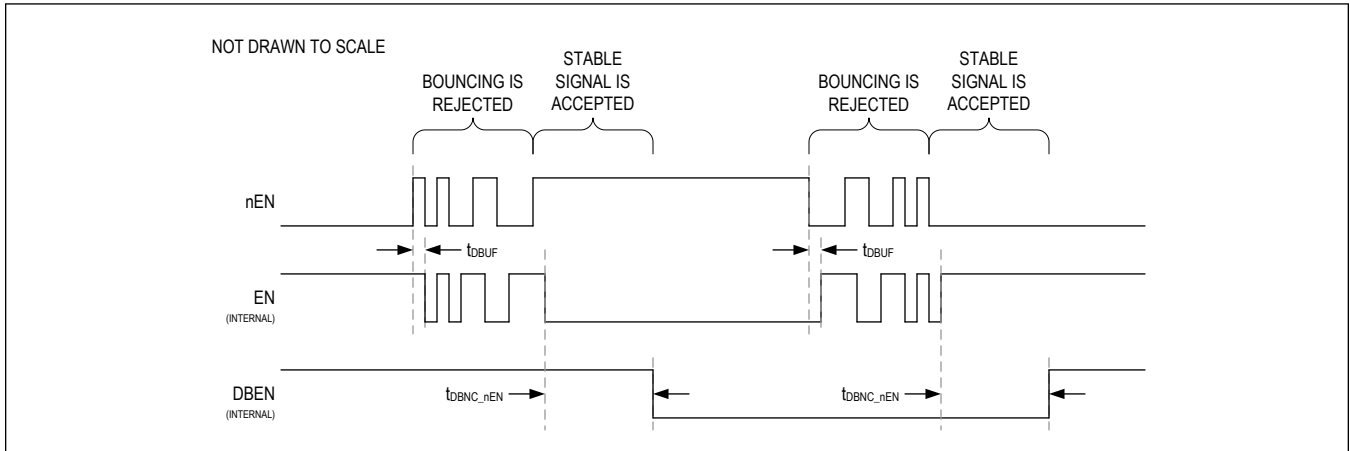 NOT DRAWN TO SCALE
BOUNCING IS
REJECTED
STABLE
SIGNAL IS
ACCEPTED
BOUNCING IS
REJECTED
STABLE
SIGNAL IS
ACCEPTED
nEN
tDBUF
tDBUF
EN
(INTERNAL)
DBEN
(INTERNAL)
tDBNC_nEN
tDBNC_nEN